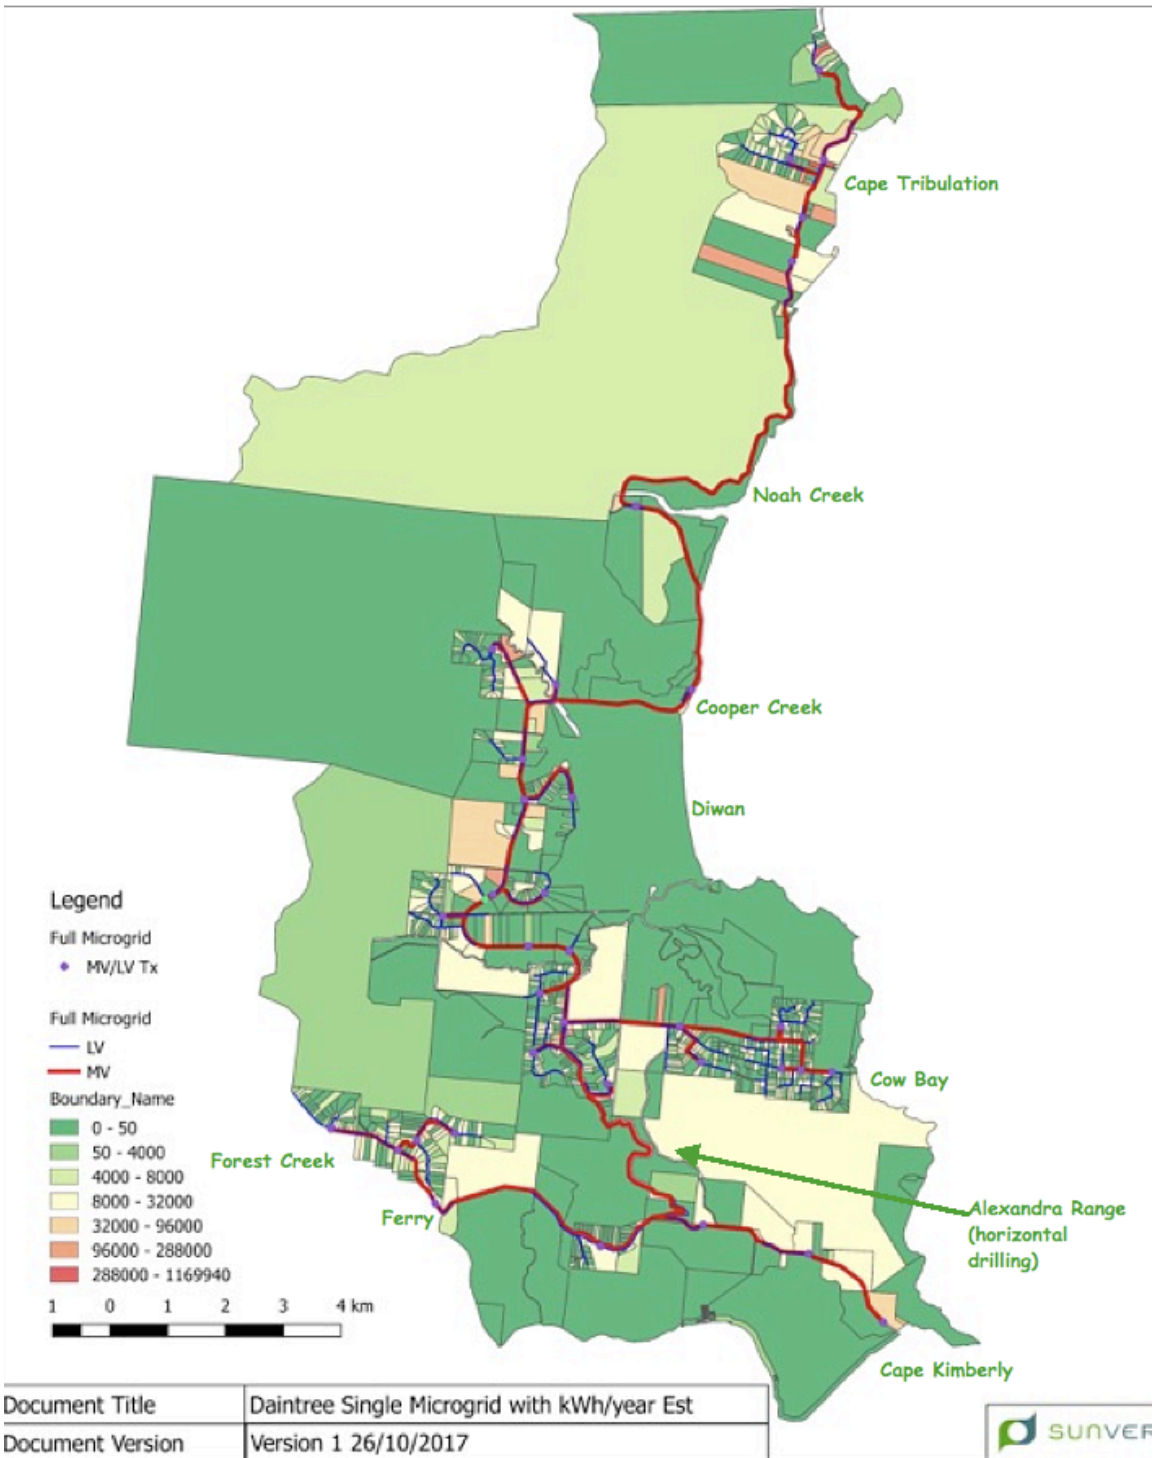 Cape Tribulation
Noah Creek
Cooper Creek
Diwan
Legend
Full Microgrid
MV/LV Tx
Full Microgrid
LV
MV
Boundary_Name
0 - 50
50 - 4000
4000 - 8000
8000 - 32000
32000 - 96000
96000 - 288000
288000 - 1169940
1 0 1 2 3 4 km
Cow Bay
Forest Creek
Ferry
Alexandra Range
(horizontal
drilling)
Cape Kimberly
Document Title Daintree Single Microgrid with kWh/year Est
Document Version Version 1 26/10/2017
SUNVER